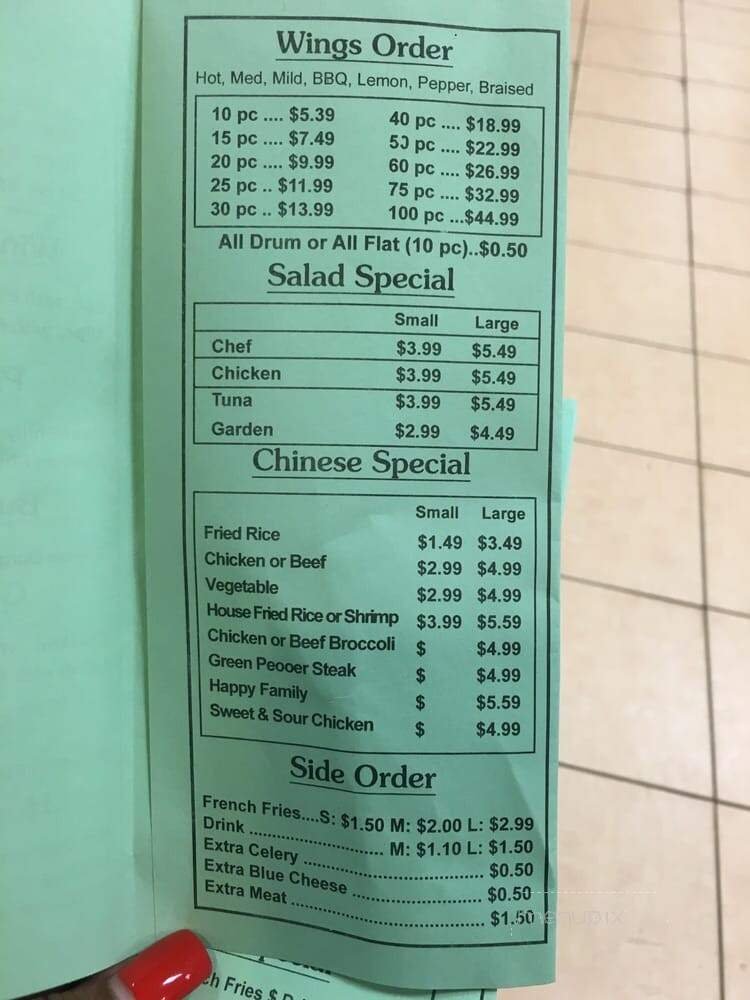 Wings Order
Hot, Med, Mild, BBQ, Lemon, Pepper, Braised
10 pc .... $5.39 40 pc .... $18.99
15 pc .... $7.49 50 pc .... $22.99
20 pc .... $9.99 60 pc .... $26.99
25 pc .. $11.99 75 pc .... $32.99
30 pc .. $13.99 100 pc ...$44.99
All Drum or All Flat (10 pc)..$0.50
Salad Special
Small Large
Chef $3.99 $5.49
Chicken $3.99 $5.49
Tuna $3.99 $5.49
Garden $2.99 $4.49
Chinese Special
Small Large
Fried Rice $1.49 $3.49
Chicken or Beef $2.99 $4.99
Vegetable $2.99 $4.99
House Fried Rice or Shrimp $3.99 $5.59
Chicken or Beef Broccoli $ $4.99
Green Peooer Steak $ $4.99
Happy Family $ $5.59
Sweet & Sour Chicken $ $4.99
Side Order
French Fries....S: $1.50 M: $2.00 L: $2.99
Drink ............................ M: $1.10 L: $1.50
Extra Celery ...................................... $0.50
Extra Blue Cheese ............................ $0.50
Extra Meat ........................................ $1.50
menupix
Fries $